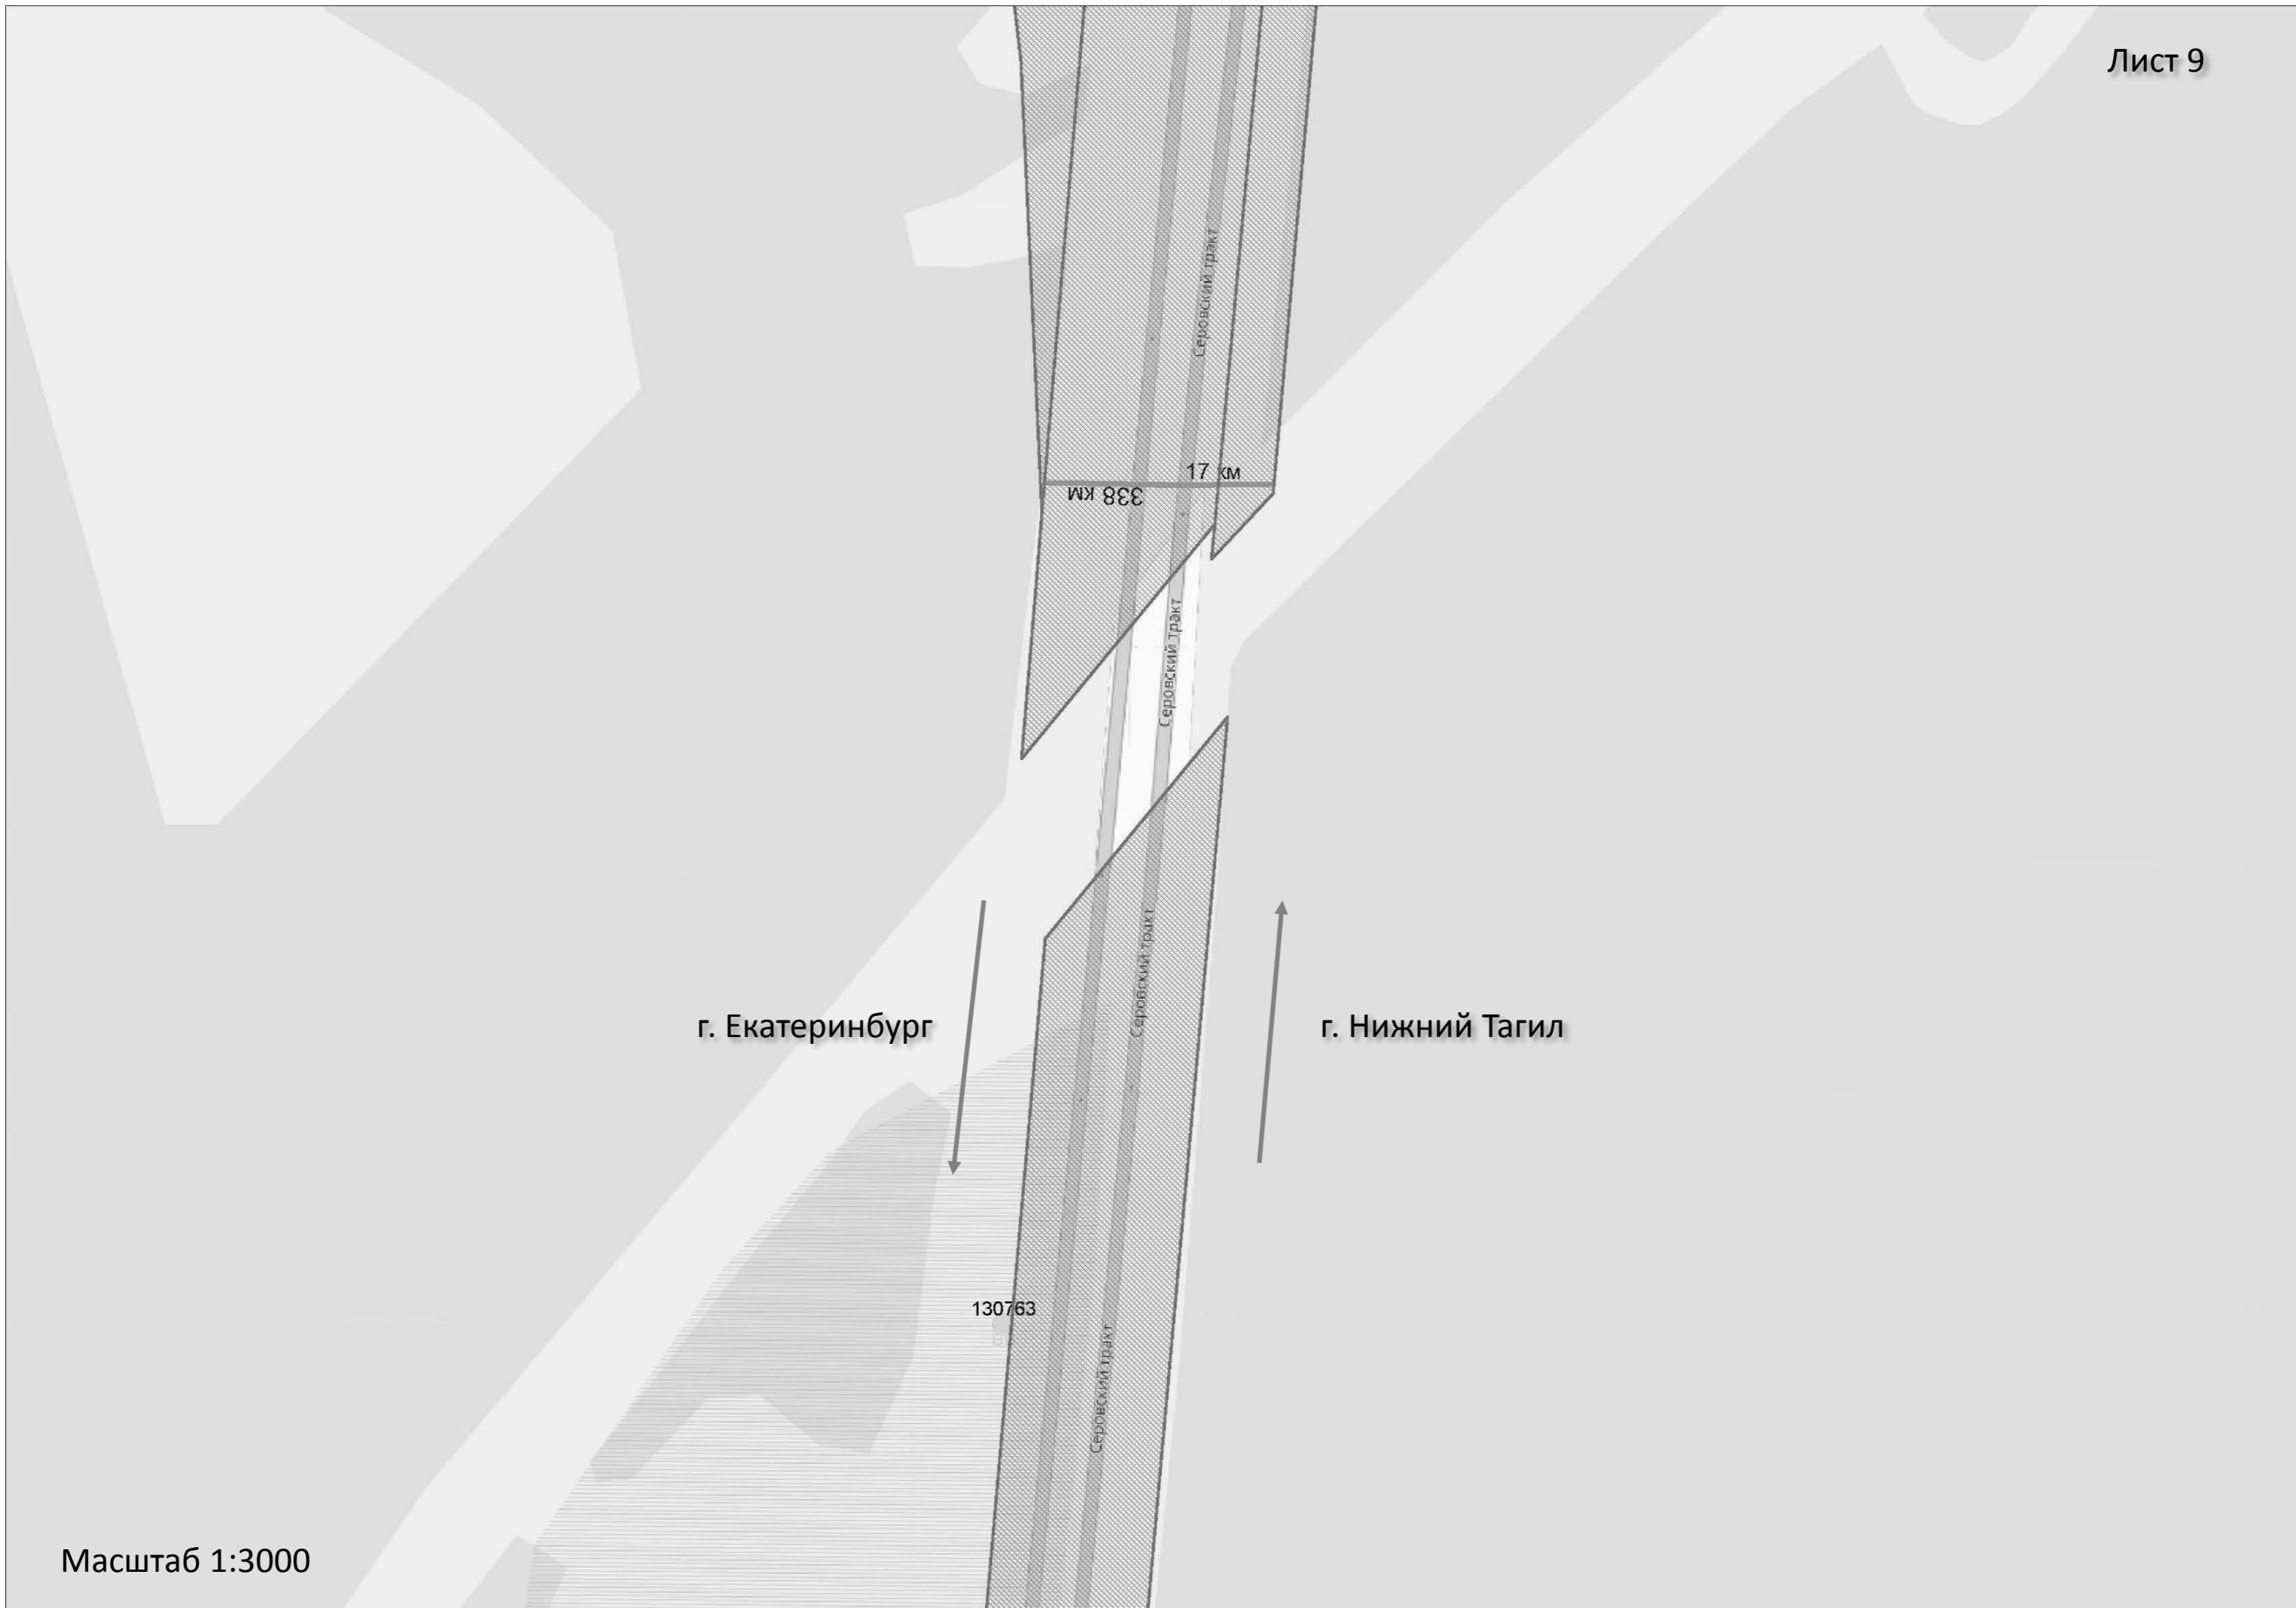 Лист 9
Серовский тракт
17 км
338 км
Серовский тракт
Серовский тракт
г. Екатеринбург
г. Нижний Тагил
130763
Серовский тракт
Масштаб 1:3000